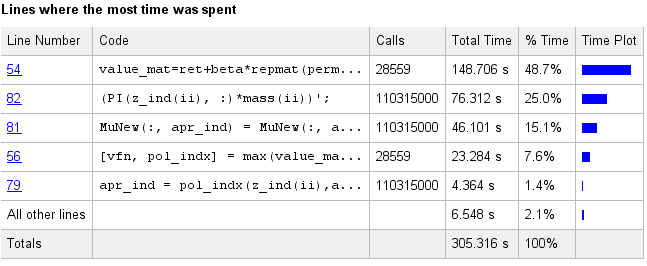 Lines where the most time was spent
Line Number Code Calls Total Time % Time Time Plot
54 value_mat=ret+beta*repmat(perm... 28559 148.706 s 48.7%
82 (PI(z_ind(ii), :)*mass(ii))'; 110315000 76.312 s 25.0%
81 MuNew(:, apr_ind) = MuNew(:, a... 110315000 46.101 s 15.1%
56 [vfn, pol_indx] = max(value_ma... 28559 23.284 s 7.6%
79 apr_ind = pol_indx(z_ind(ii),a... 110315000 4.364 s 1.4%
All other lines 6.548 s 2.1%
Totals 305.316 s 100%